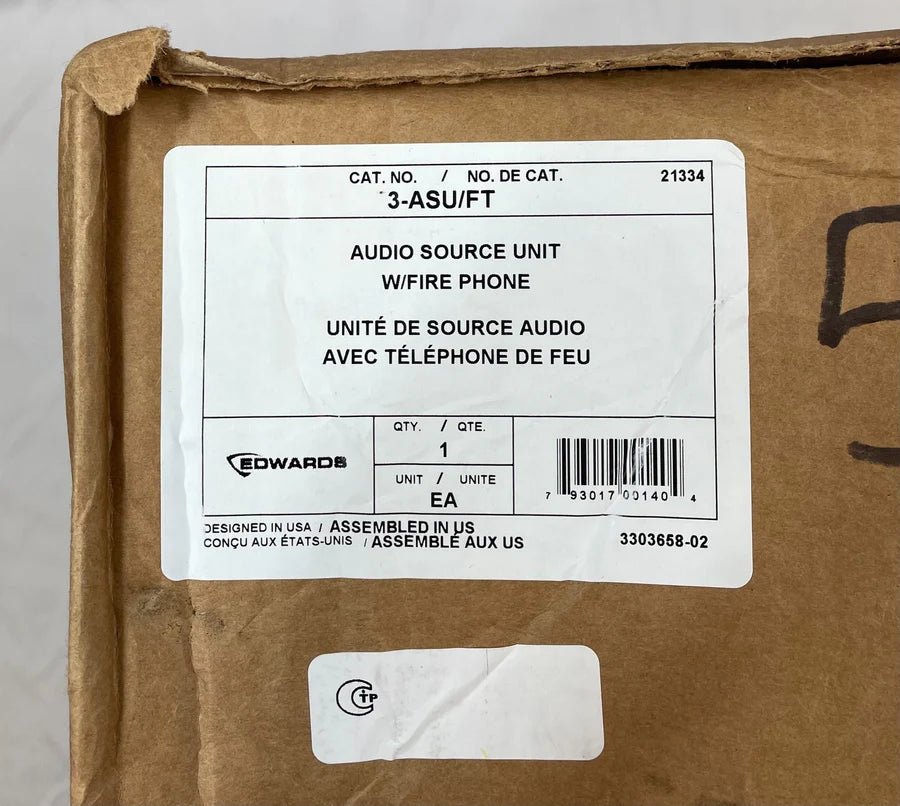 CAT. NO. / NO. DE CAT. 21334
3-ASU/FT
AUDIO SOURCE UNIT
W/FIRE PHONE
UNITÉ DE SOURCE AUDIO
AVEC TÉLÉPHONE DE FEU
EDWARDS
QTY. / QTE.
1
UNIT / UNITE
EA
7 93017 00140 4
DESIGNED IN USA / ASSEMBLED IN US
CONÇU AUX ÉTATS-UNIS / ASSEMBLÉ AUX US
3303658-02
CTP